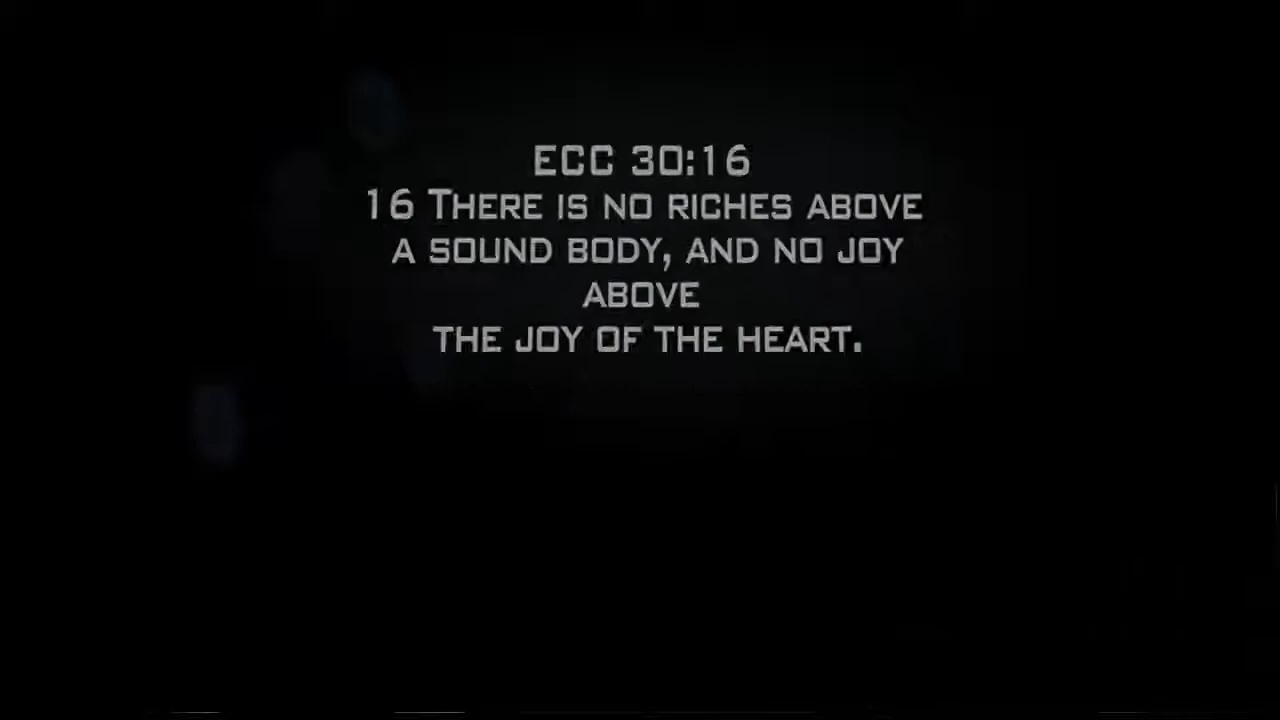 ECC 30:16
16 THERE IS NO RICHES ABOVE
A SOUND BODY, AND NO JOY
ABOVE
THE JOY OF THE HEART.